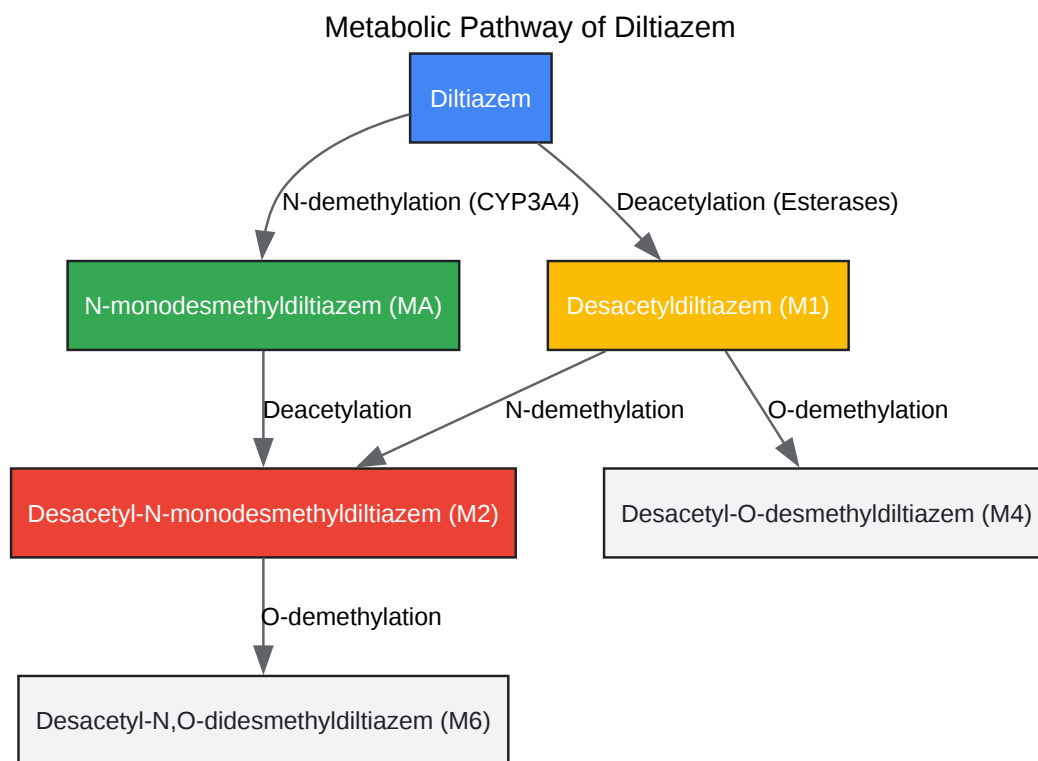 Metabolic Pathway of Diltiazem
Diltiazem
N-demethylation (CYP3A4)
Deacetylation (Esterases)
N-monodesmethyldiltiazem (MA)
Desacetyldiltiazem (M1)
Deacetylation
N-demethylation
O-demethylation
Desacetyl-N-monodesmethyldiltiazem (M2)
Desacetyl-O-desmethyldiltiazem (M4)
O-demethylation
Desacetyl-N,O-didesmethyldiltiazem (M6)